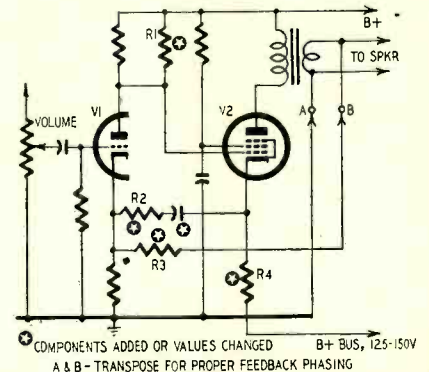 B+
R1
TO SPKR
V1
V2
A
B
VOLUME
R2
R3
R4
B+ BUS, 125-150V
COMPONENTS ADDED OR VALUES CHANGED
A & B - TRANSPOSE FOR PROPER FEEDBACK PHASING